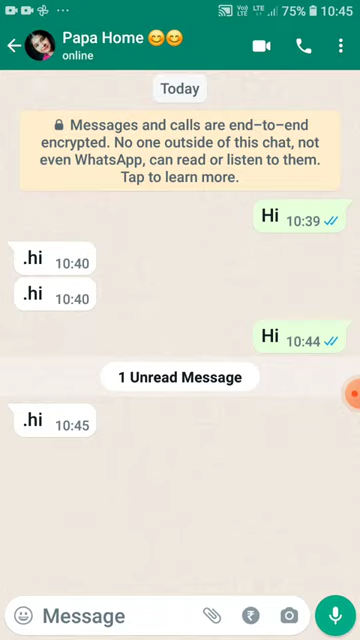 75% 10:45
Papa Home 😊😊
online
Today
🔒 Messages and calls are end-to-end
encrypted. No one outside of this chat, not
even WhatsApp, can read or listen to them.
Tap to learn more.
Hi 10:39
.hi 10:40
.hi 10:40
Hi 10:44
1 Unread Message
.hi 10:45
Message